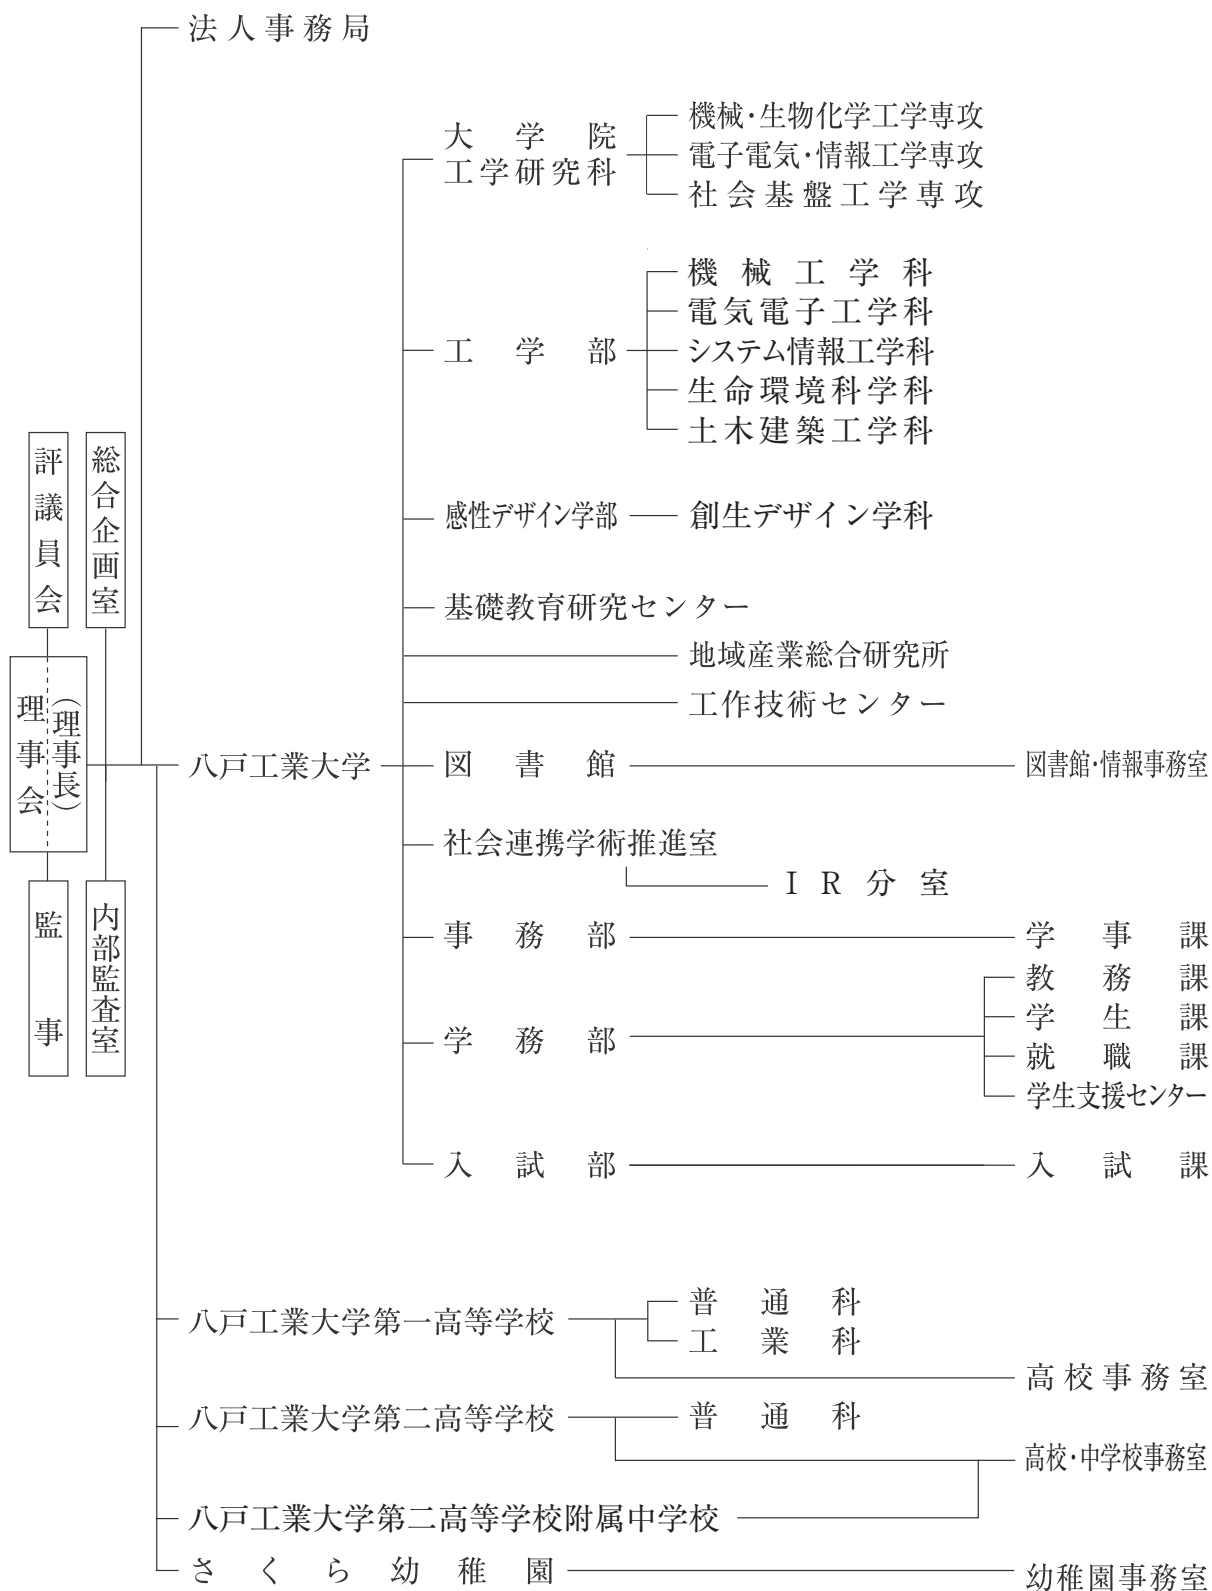 法人事務局
大学院
工学研究科
機械・生物化学工学専攻
電子電気・情報工学専攻
社会基盤工学専攻
工学部
機械工学科
電気電子工学科
システム情報工学科
生命環境科学科
土木建築工学科
感性デザイン学部
創生デザイン学科
基礎教育研究センター
地域産業総合研究所
工作技術センター
評議員会
総合企画室
理事会
(理事長)
監事
内部監査室
八戸工業大学
図書館
図書館・情報事務室
社会連携学術推進室
IR分室
事務部
学事課
学務部
教務課
学生課
就職課
学生支援センター
入試部
入試課
八戸工業大学第一高等学校
普通科
工業科
高校事務室
八戸工業大学第二高等学校
普通科
高校・中学校事務室
八戸工業大学第二高等学校附属中学校
さくら幼稚園
幼稚園事務室